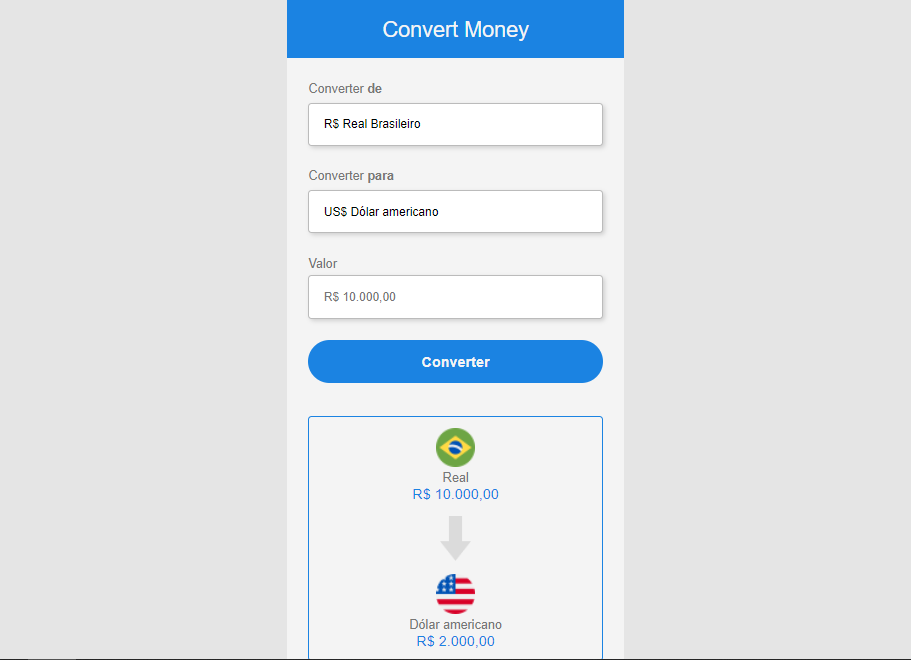 Convert Money
Converter de
R$ Real Brasileiro
Converter para
US$ Dólar americano
Valor
R$ 10.000,00
Converter
Real
R$ 10.000,00
Dólar americano
R$ 2.000,00